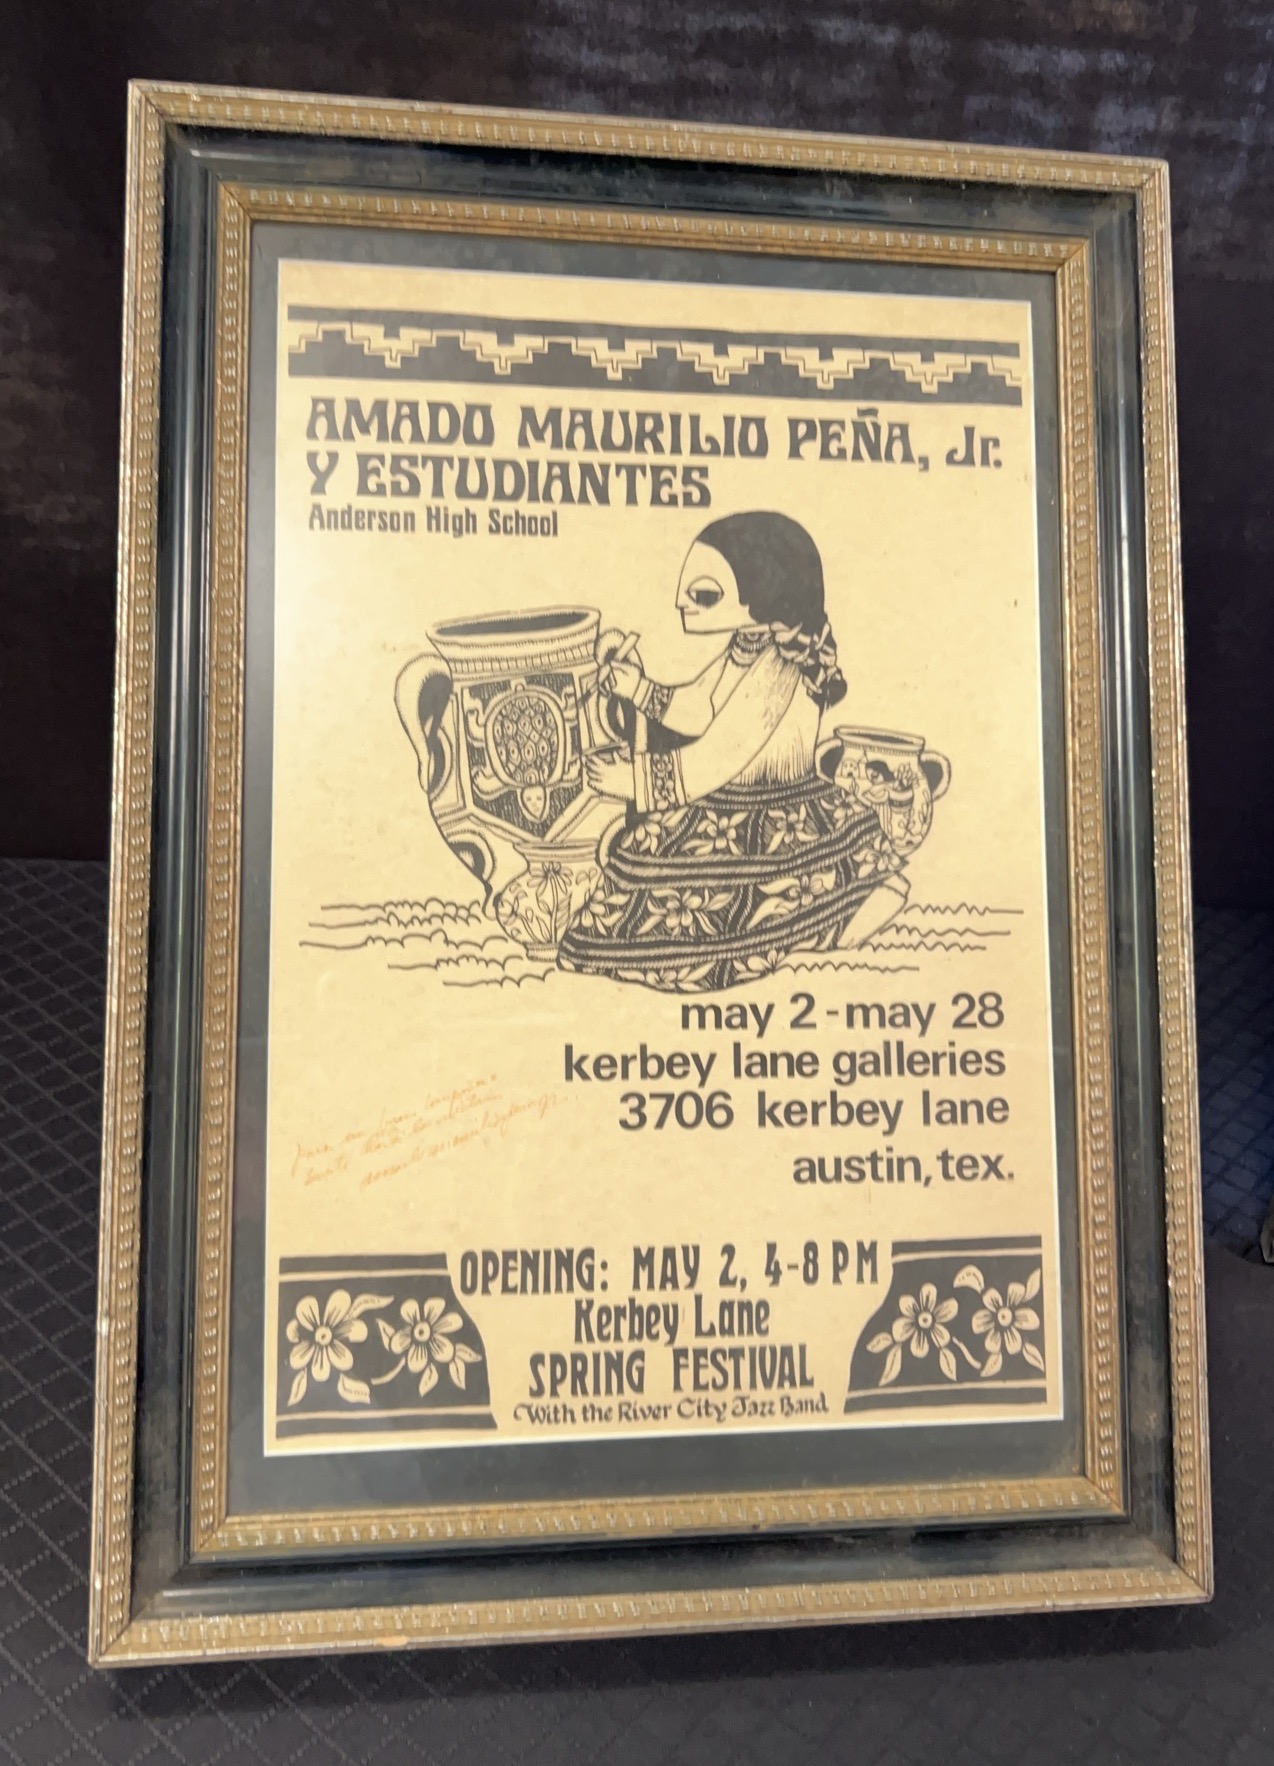 AMADO MAURILIO PEÑA, Jr.
Y ESTUDIANTES
Anderson High School
may 2 - may 28
kerbey lane galleries
3706 kerbey lane
austin, tex.
OPENING: MAY 2, 4-8 PM
Kerbey Lane
SPRING FESTIVAL
With the River City Jazz Band